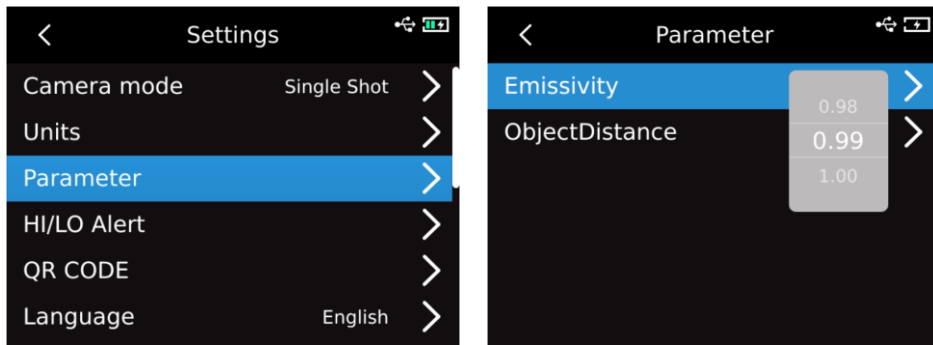 Settings
Camera mode Single Shot
Units
Parameter
HI/LO Alert
QR CODE
Language English
Parameter
Emissivity
0.98
ObjectDistance 0.99
1.00